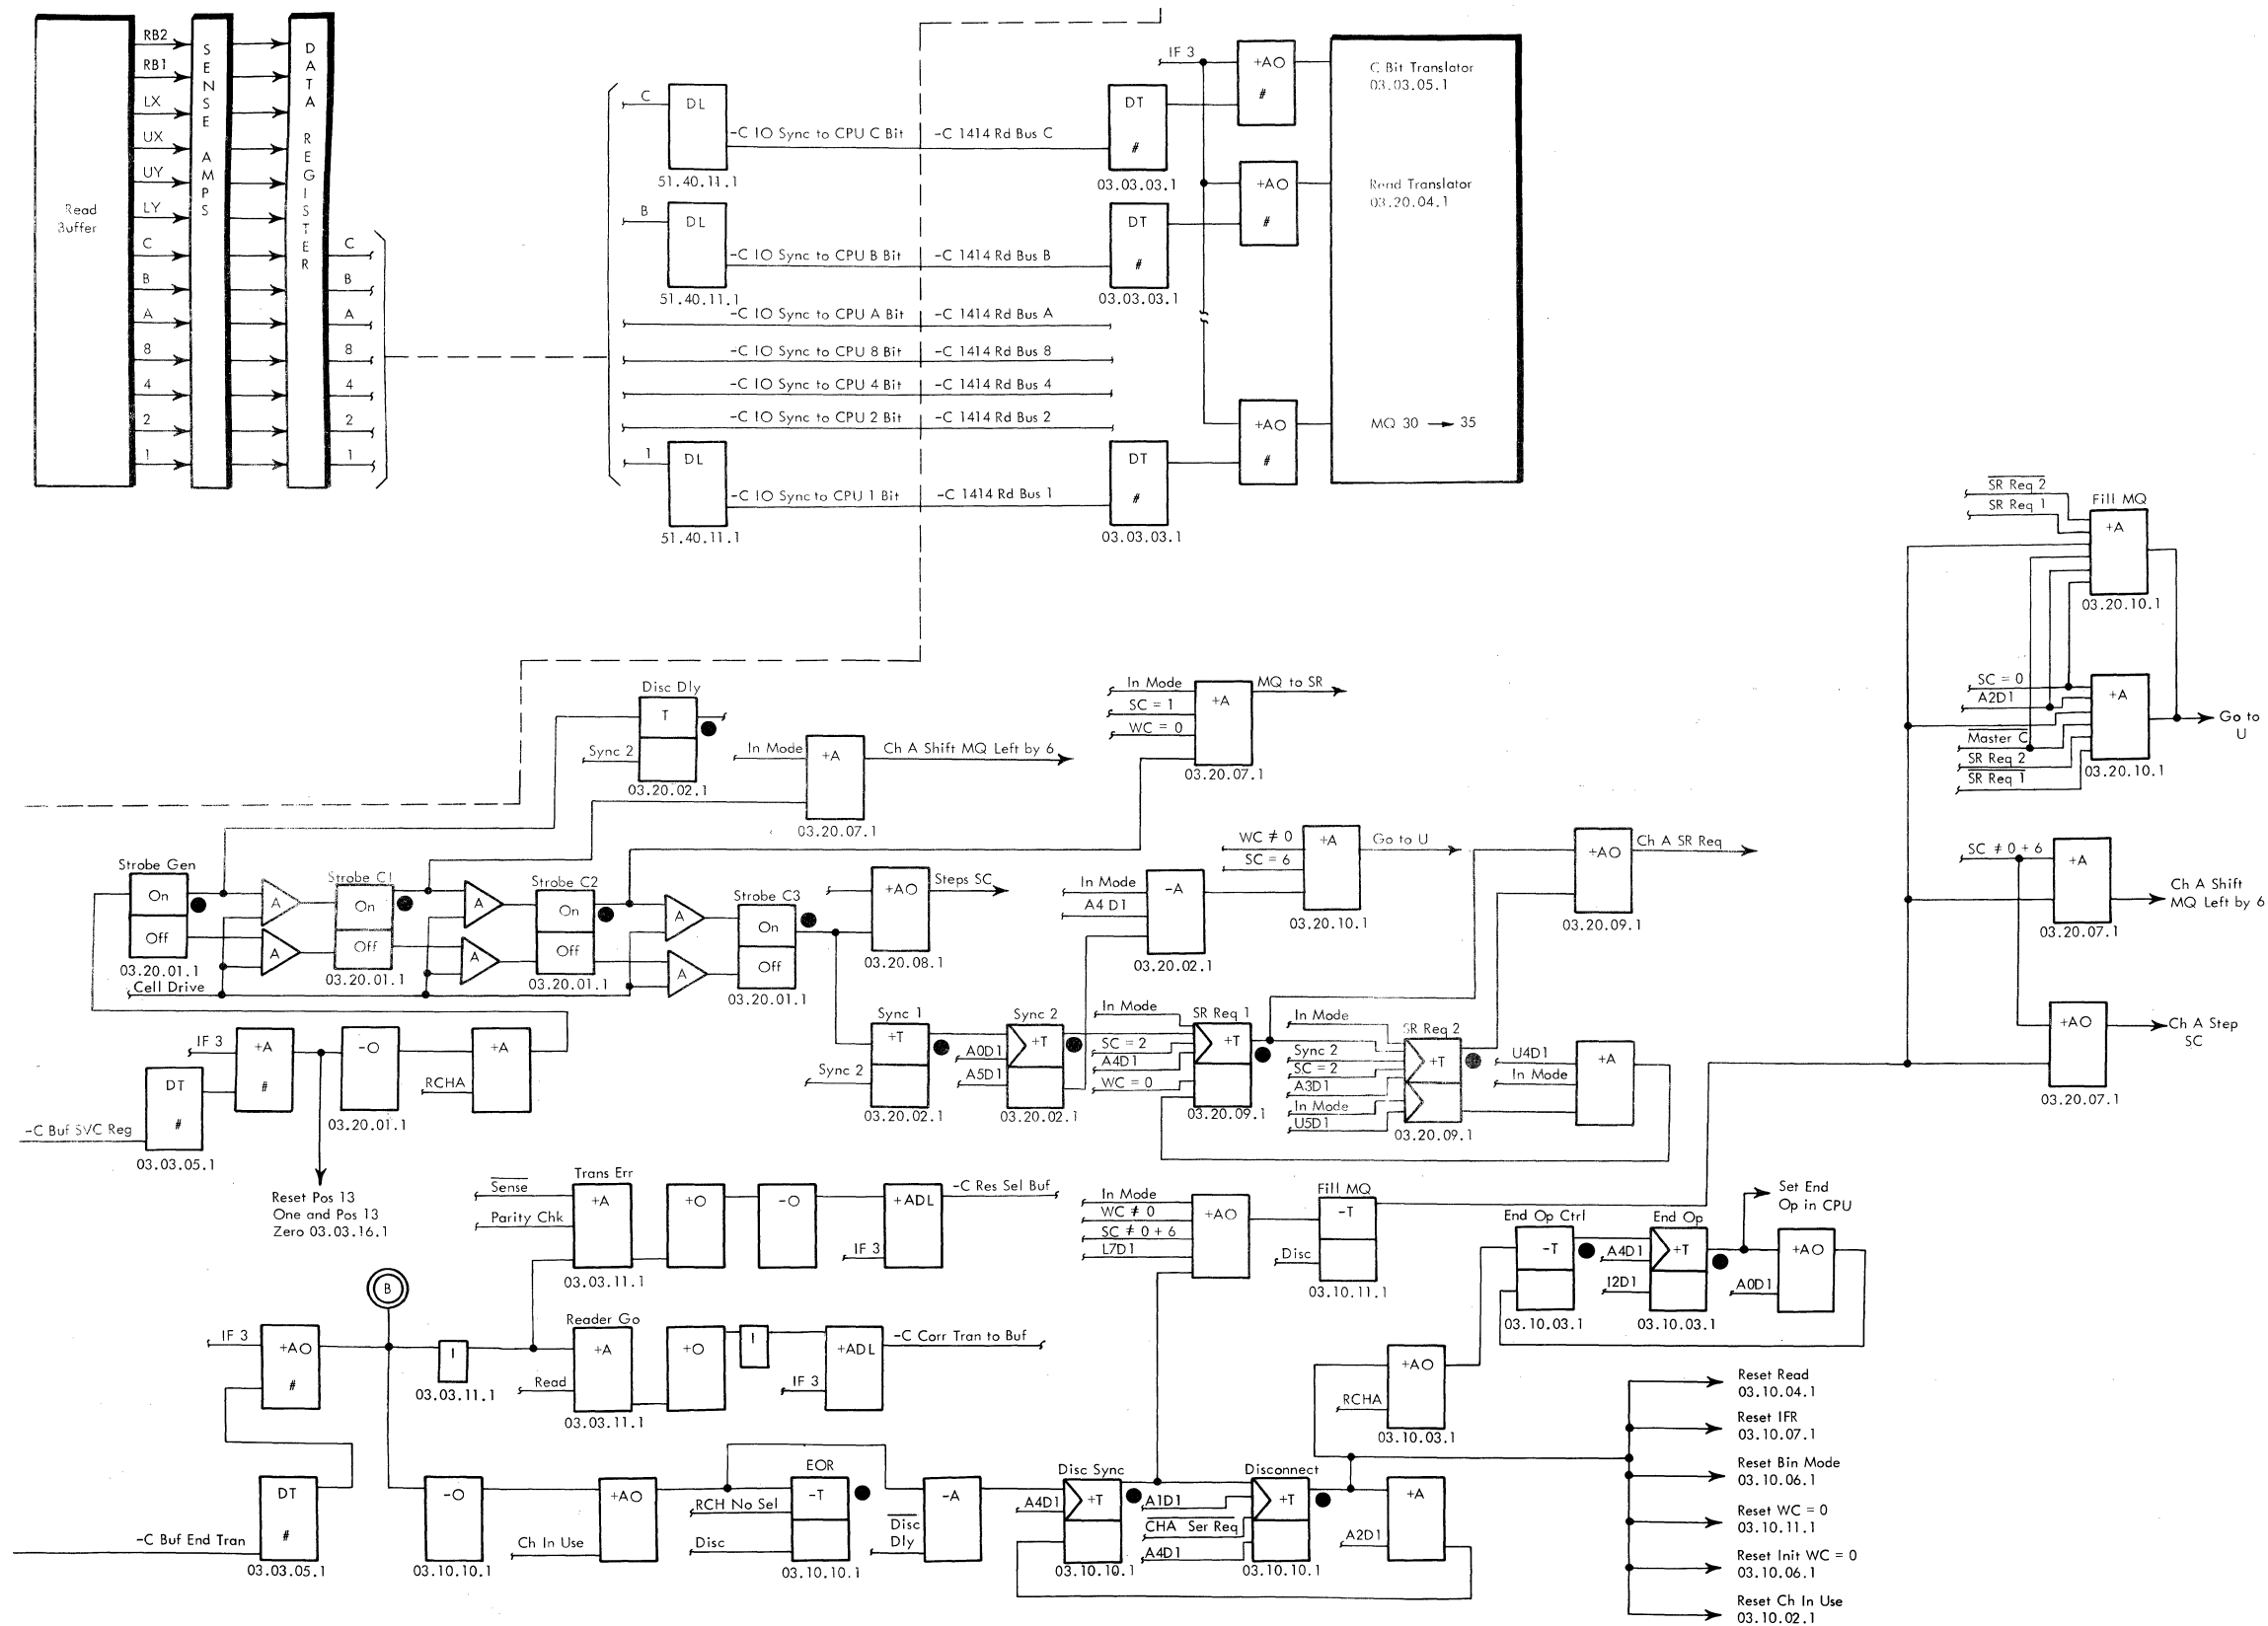 Read
Buffer
RB2
RB1
LX
UX
UY
LY
C
B
A
8
4
2
1
SENSE AMPS
DATA REGISTER
C
B
A
8
4
2
1
C
DL
-C IO Sync to CPU C Bit
-C 1414 Rd Bus C
51.40.11.1
DT
#
03.03.03.1
B
DL
-C IO Sync to CPU B Bit
-C 1414 Rd Bus B
51.40.11.1
DT
#
03.03.03.1
-C IO Sync to CPU A Bit
-C 1414 Rd Bus A
-C IO Sync to CPU 8 Bit
-C 1414 Rd Bus 8
-C IO Sync to CPU 4 Bit
-C 1414 Rd Bus 4
-C IO Sync to CPU 2 Bit
-C 1414 Rd Bus 2
1
DL
-C IO Sync to CPU 1 Bit
-C 1414 Rd Bus 1
51.40.11.1
DT
#
03.03.03.1
IF 3
+AO
#
+AO
#
+AO
#
C Bit Translator
03.03.05.1
Read Translator
03.20.04.1
MQ 30 → 35
SR Req 2
SR Req 1
Fill MQ
+A
03.20.10.1
SC = 0
A2D1
Master C
SR Req 2
SR Req 1
+A
03.20.10.1
Go to
U
Disc Dly
T
Sync 2
03.20.02.1
In Mode
+A
Ch A Shift MQ Left by 6
03.20.07.1
In Mode
SC = 1
WC = 0
+A
MQ to SR
03.20.07.1
Strobe Gen
On
Off
03.20.01.1
Cell Drive
A
A
Strobe C1
On
Off
03.20.01.1
A
A
Strobe C2
On
Off
03.20.01.1
A
A
Strobe C3
On
Off
03.20.01.1
+AO
Steps SC
03.20.08.1
In Mode
A4 D1
-A
03.20.02.1
WC ≠ 0
SC = 6
+A
Go to U
03.20.10.1
+AO
Ch A SR Req
03.20.09.1
SC ≠ 0 + 6
+A
Ch A Shift
MQ Left by 6
03.20.07.1
+AO
Ch A Step
SC
03.20.07.1
IF 3
+A
#
DT
#
-C Buf SVC Reg
03.03.05.1
-O
03.20.01.1
RCHA
+A
Reset Pos 13
One and Pos 13
Zero 03.03.16.1
Sync 1
+T
Sync 2
03.20.02.1
Sync 2
+T
A0D1
A5D1
03.20.02.1
In Mode
SC = 2
A4D1
WC = 0
SR Req 1
+T
03.20.09.1
In Mode
Sync 2
SC = 2
A3D1
In Mode
U5D1
SR Req 2
+T
03.20.09.1
U4D1
In Mode
+A
Sense
Parity Chk
Trans Err
+A
03.03.11.1
+O
-O
IF 3
+ADL
-C Res Sel Buf
In Mode
WC ≠ 0
SC ≠ 0 + 6
L7D1
+AO
Fill MQ
-T
Disc
03.10.11.1
B
IF 3
+AO
#
I
03.03.11.1
Reader Go
+A
Read
03.03.11.1
+O
I
IF 3
+ADL
-C Corr Tran to Buf
End Op Ctrl
-T
03.10.03.1
End Op
A4D1
+T
I2D1
03.10.03.1
Set End
Op in CPU
A0D1
+AO
+AO
RCHA
03.10.03.1
-C Buf End Tran
DT
#
03.03.05.1
-O
03.10.10.1
Ch In Use
+AO
RCH No Sel
Disc
EOR
-T
03.10.10.1
Disc
Dly
-A
A4D1
Disc Sync
+T
03.10.10.1
A1D1
CHA Ser Req
A4D1
Disconnect
+T
03.10.10.1
A2D1
+A
Reset Read
03.10.04.1
Reset IFR
03.10.07.1
Reset Bin Mode
03.10.06.1
Reset WC = 0
03.10.11.1
Reset Init WC = 0
03.10.06.1
Reset Ch In Use
03.10.02.1